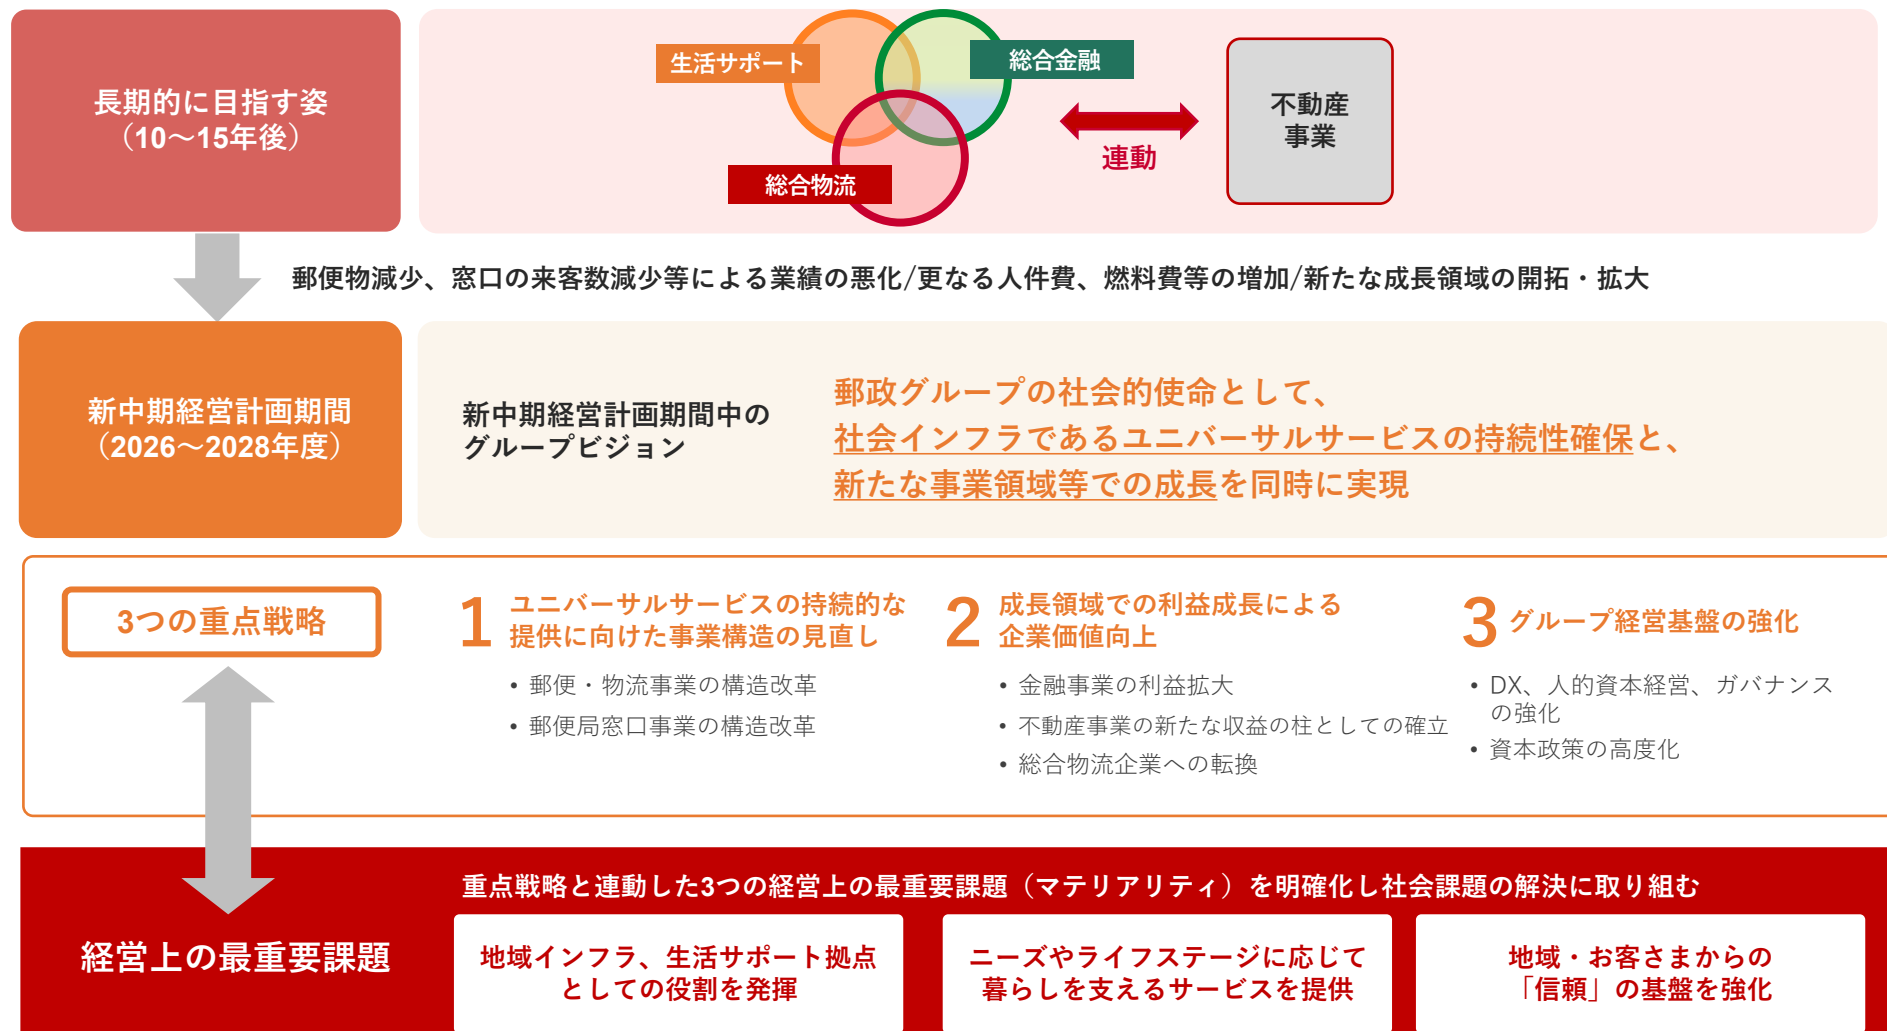 長期的に目指す姿
（10～15年後）
生活サポート
総合金融
総合物流
連動
不動産
事業
郵便物減少、窓口の来客数減少等による業績の悪化/更なる人件費、燃料費等の増加/新たな成長領域の開拓・拡大
新中期経営計画期間
（2026～2028年度）
新中期経営計画期間中の
グループビジョン
郵政グループの社会的使命として、
社会インフラであるユニバーサルサービスの持続性確保と、
新たな事業領域等での成長を同時に実現
3つの重点戦略
1
ユニバーサルサービスの持続的な
提供に向けた事業構造の見直し
• 郵便・物流事業の構造改革
• 郵便局窓口事業の構造改革
2
成長領域での利益成長による
企業価値向上
• 金融事業の利益拡大
• 不動産事業の新たな収益の柱としての確立
• 総合物流企業への転換
3
グループ経営基盤の強化
• DX、人的資本経営、ガバナンス
の強化
• 資本政策の高度化
経営上の最重要課題
重点戦略と連動した3つの経営上の最重要課題（マテリアリティ）を明確化し社会課題の解決に取り組む
地域インフラ、生活サポート拠点
としての役割を発揮
ニーズやライフステージに応じて
暮らしを支えるサービスを提供
地域・お客さまからの
「信頼」の基盤を強化